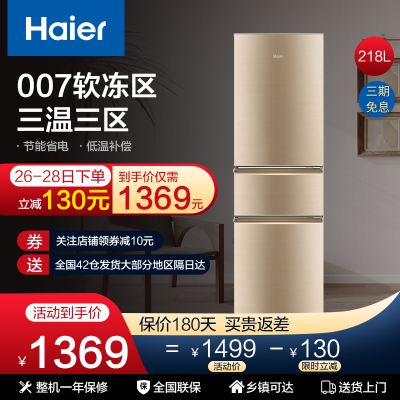 Haier
Haier
218L
三期
免息
007软冻区
三温三区
·节能省电 ·低温补偿
26-28日下单
立减130元
到手价仅需
1369元
券 关注店铺领券减10元
送 全国42仓发货大部分地区隔日达
活动到手价
¥1369
保价180天 买贵返差
=
¥1499
活动价
-
¥130
限时立减
整机一年保修
全国联保
乡镇可达
送货上门